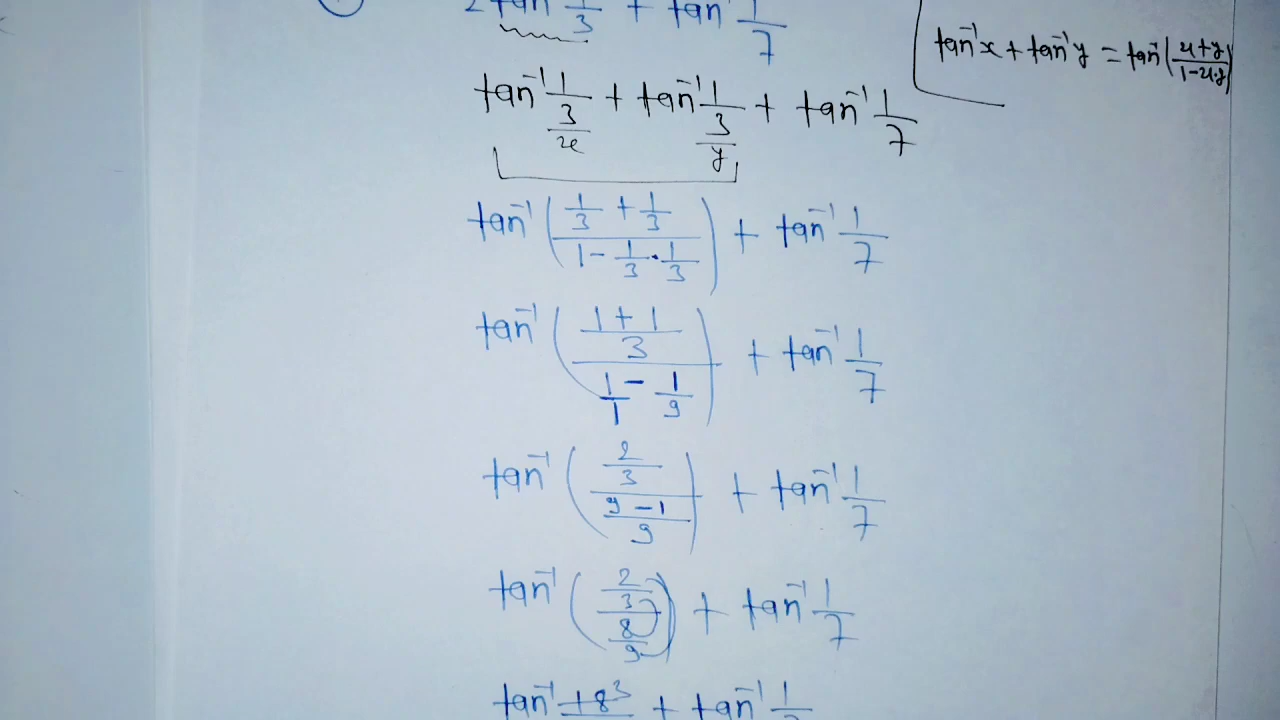 2tan⁻¹ 1/3 + tan⁻¹ 1/7
tan⁻¹x + tan⁻¹y = tan⁻¹((x+y)/(1-x.y))
tan⁻¹ 1/3 + tan⁻¹ 1/3 + tan⁻¹ 1/7
x y
tan⁻¹((1/3 + 1/3)/(1 - 1/3 · 1/3)) + tan⁻¹ 1/7
tan⁻¹(((1+1)/3)/(1/1 - 1/9)) + tan⁻¹ 1/7
tan⁻¹((2/3)/((9-1)/9)) + tan⁻¹ 1/7
tan⁻¹((2/3)/(8/9)) + tan⁻¹ 1/7
tan⁻¹ 18³ + tan⁻¹ 1